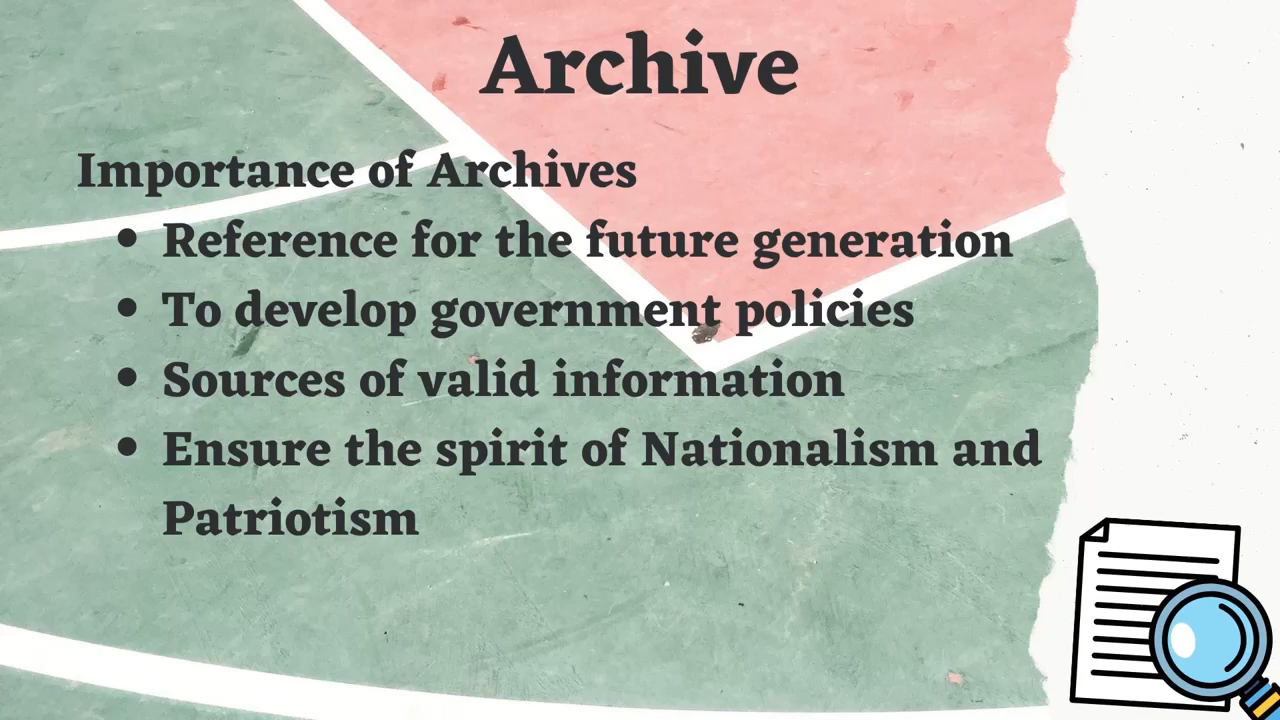 Archive
Importance of Archives
• Reference for the future generation
• To develop government policies
• Sources of valid information
• Ensure the spirit of Nationalism and
Patriotism